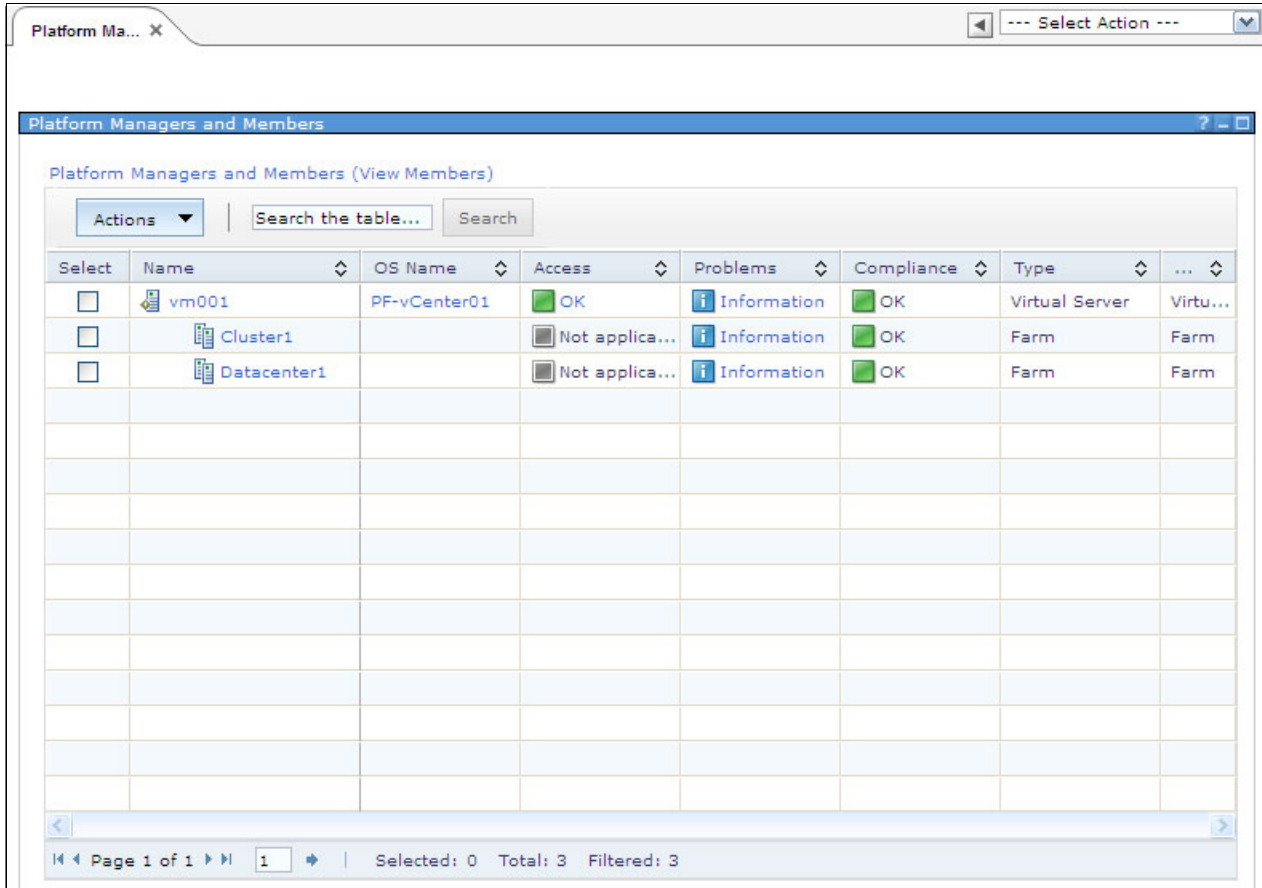 Platform Ma... --- Select Action ---
Platform Managers and Members
Platform Managers and Members (View Members)
Actions Search the table... Search
Select Name OS Name Access Problems Compliance Type ...
vm001 PF-vCenter01 OK Information OK Virtual Server Virtu...
Cluster1 Not applica... Information OK Farm Farm
Datacenter1 Not applica... Information OK Farm Farm
Page 1 of 1 1 Selected: 0 Total: 3 Filtered: 3